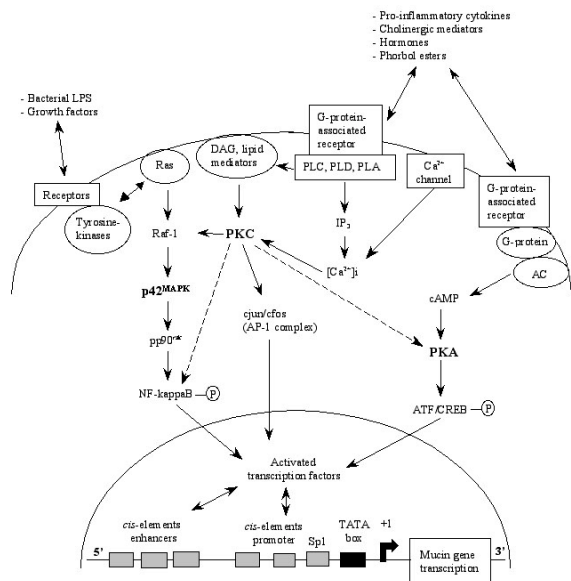 - Pro-inflammatory cytokines
- Cholinergic mediators
- Hormones
- Phorbol esters
- Bacterial LPS
- Growth factors
G-protein-
associated
receptor
DAG, lipid
mediators
Ras
PLC, PLD, PLA
Ca²⁺
channel
Receptors
Tyrosine-
kinases
G-protein-
associated
receptor
G-protein
AC
Raf-1
PKC
IP₃
[Ca²⁺]i
cAMP
p42ᴹᴬᴾᴷ
cjun/cfos
(AP-1 complex)
pp90ʳˢᵏ
PKA
NF-kappaB
P
ATF/CREB
P
Activated
transcription factors
cis-elements
enhancers
cis-elements
promoter
Sp1
TATA
box
+1
5'
Mucin gene
transcription
3'